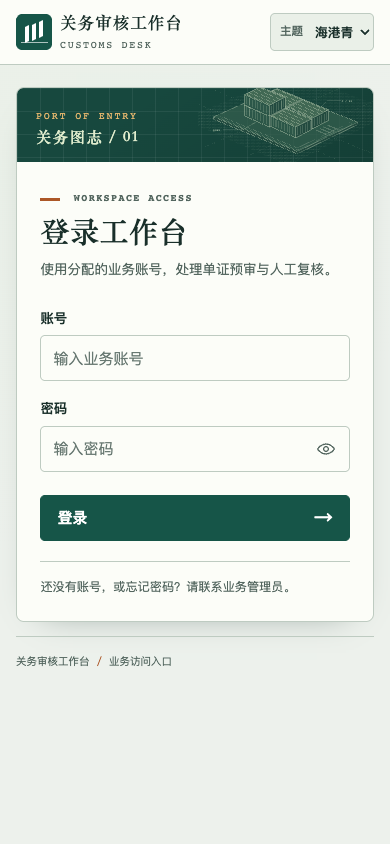 关务审核工作台
CUSTOMS DESK
主题 海港青
PORT OF ENTRY
关务图志 / 01
WORKSPACE ACCESS
登录工作台
使用分配的业务账号，处理单证预审与人工复核。
账号
输入业务账号
密码
输入密码
登录
还没有账号，或忘记密码？请联系业务管理员。
关务审核工作台 / 业务访问入口